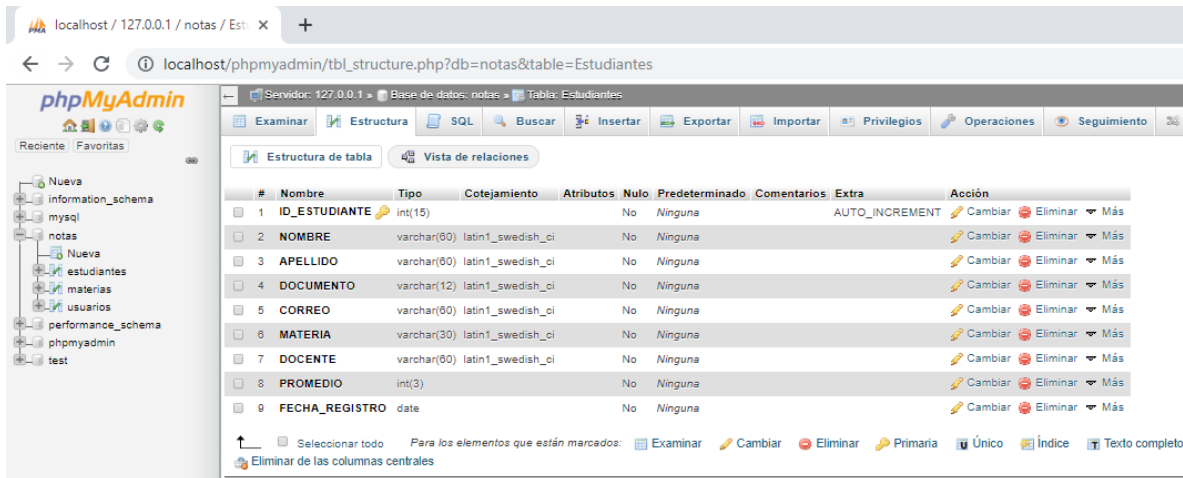 localhost / 127.0.0.1 / notas / Est
localhost/phpmyadmin/tbl_structure.php?db=notas&table=Estudiantes
phpMyAdmin
Reciente Favoritas
Nueva
information_schema
mysql
notas
Nueva
estudiantes
materias
usuarios
performance_schema
phpmyadmin
test
Servidor: 127.0.0.1 » Base de datos: notas » Tabla: Estudiantes
Examinar Estructura SQL Buscar Insertar Exportar Importar Privilegios Operaciones Seguimiento
Estructura de tabla Vista de relaciones
# Nombre Tipo Cotejamiento Atributos Nulo Predeterminado Comentarios Extra Acción
1 ID_ESTUDIANTE int(15) No Ninguna AUTO_INCREMENT Cambiar Eliminar Más
2 NOMBRE varchar(60) latin1_swedish_ci No Ninguna Cambiar Eliminar Más
3 APELLIDO varchar(60) latin1_swedish_ci No Ninguna Cambiar Eliminar Más
4 DOCUMENTO varchar(12) latin1_swedish_ci No Ninguna Cambiar Eliminar Más
5 CORREO varchar(60) latin1_swedish_ci No Ninguna Cambiar Eliminar Más
6 MATERIA varchar(30) latin1_swedish_ci No Ninguna Cambiar Eliminar Más
7 DOCENTE varchar(60) latin1_swedish_ci No Ninguna Cambiar Eliminar Más
8 PROMEDIO int(3) No Ninguna Cambiar Eliminar Más
9 FECHA_REGISTRO date No Ninguna Cambiar Eliminar Más
Seleccionar todo Para los elementos que están marcados: Examinar Cambiar Eliminar Primaria Único Índice Texto completo
Eliminar de las columnas centrales